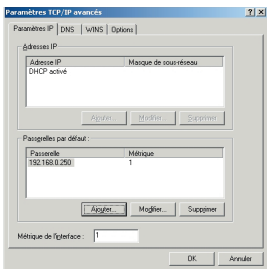 Paramètres TCP/IP avancés
Paramètres IP DNS WINS Options
Adresses IP
Adresse IP Masque de sous-réseau
DHCP activé
Ajouter... Modifier... Supprimer
Passerelles par défaut :
Passerelle Métrique
192.168.0.250 1
Ajouter... Modifier... Supprimer
Métrique de l'interface : 1
OK Annuler